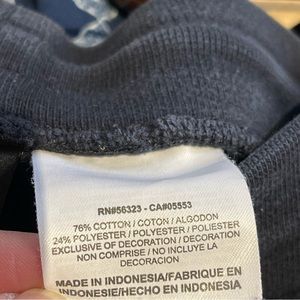 RN#56323 - CA#05553
76% COTTON / COTON / ALGODON
24% POLYESTER / POLYESTER / POLIESTER
EXCLUSIVE OF DECORATION / DECORATION
NON COMPRISE / NO INCLUYE LA
DECORACION
MADE IN INDONESIA/FABRIQUE EN
INDONESIE/HECHO EN INDONESIA